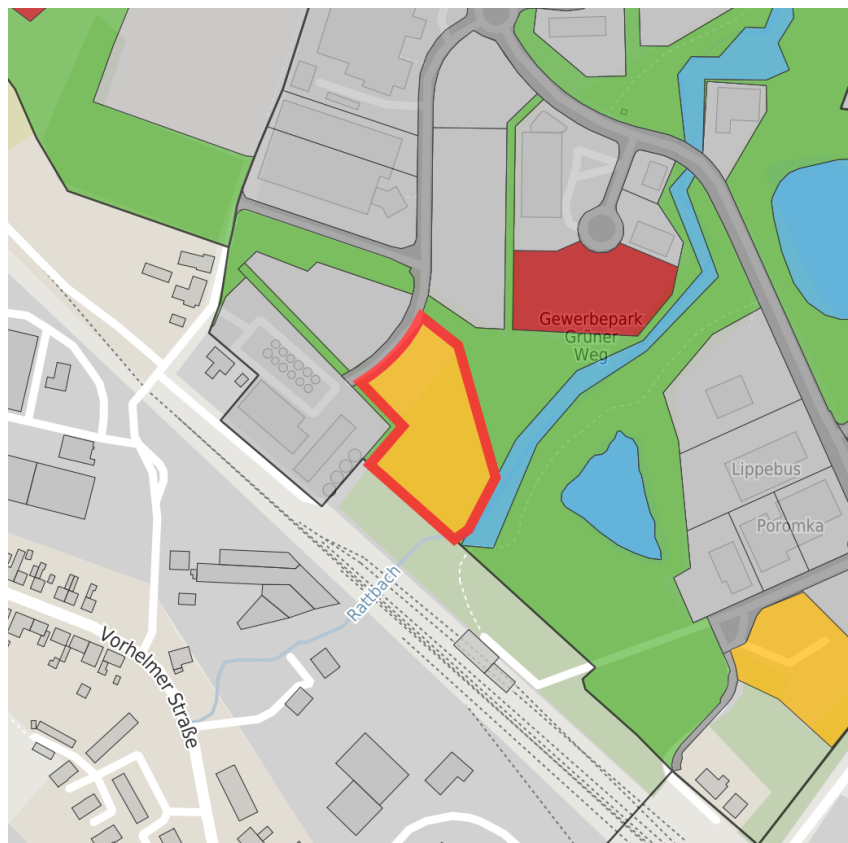 Gewerbepark
Grüner
Weg
Lippebus
Poromka
Rattbach
Vorhelmer Straße